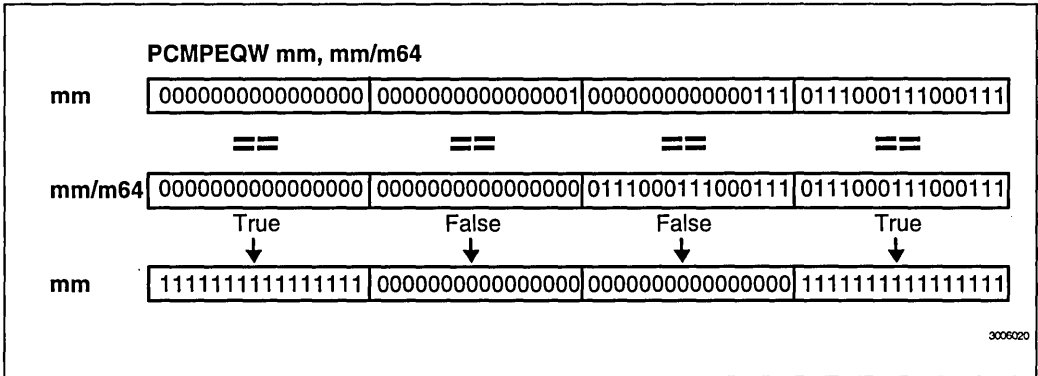 PCMPEQW mm, mm/m64
mm 0000000000000000 0000000000000001 0000000000000111 0111000111000111
== == == ==
mm/m64 0000000000000000 0000000000000000 0111000111000111 0111000111000111
True False False True
mm 1111111111111111 0000000000000000 0000000000000000 1111111111111111
3006020